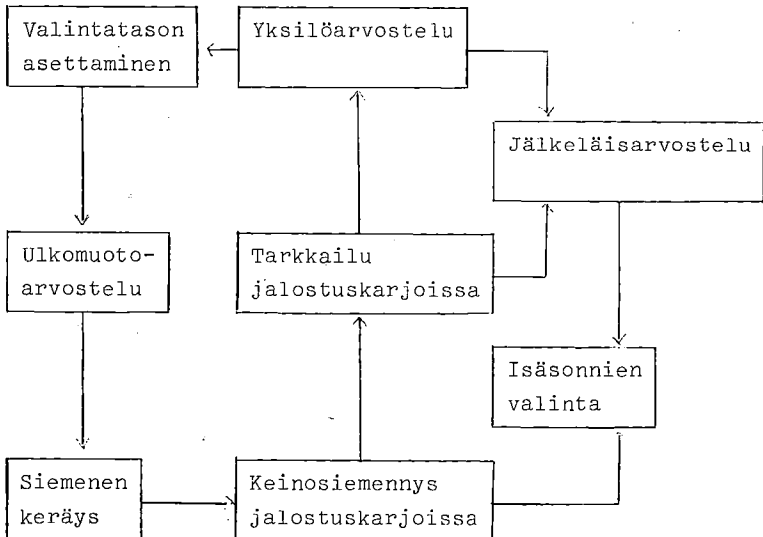 Valintatason
asettaminen
Yksilöarvostelu
Jälkeläisarvostelu
Ulkomuoto-
arvostelu
Tarkkailu
jalostuskarjoissa
Isäsonnien
valinta
Siemenen
keräys
Keinosiemennys
jalostuskarjoissa